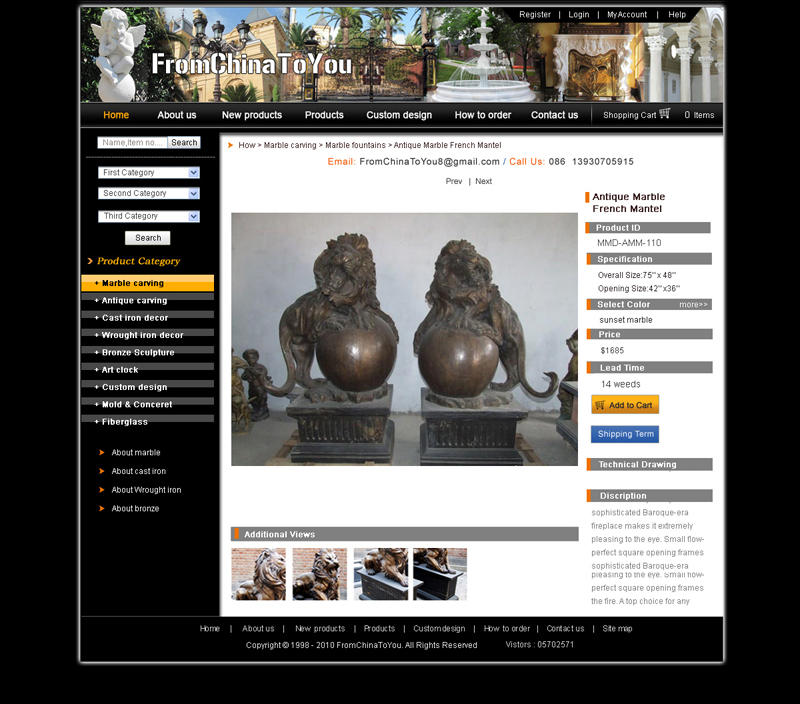 Register | Login | MyAccount | Help
FromChinaToYou
Home About us New products Products Custom design How to order Contact us Shopping Cart 0 Items
Name,Item no.... Search
First Category
Second Category
Third Category
Search
Product Category
+ Marble carving
+ Antique carving
+ Cast iron decor
+ Wrought iron decor
+ Bronze Sculpture
+ Art clock
+ Custom design
+ Mold & Conceret
+ Fiberglass
About marble
About cast iron
About Wrought iron
About bronze
How > Marble carving > Marble fountains > Antique Marble French Mantel
Email: FromChinaToYou8@gmail.com / Call Us: 086 13930705915
Prev | Next
Additional Views
Antique Marble
French Mantel
Product ID
MMD-AMM-110
Specification
Overall Size:75"x 48"
Opening Size:42"x36"
Select Color more>>
sunset marble
Price
$1685
Lead Time
14 weeds
Add to Cart
Shipping Term
Technical Drawing
Discription
sophisticated Baroque-era
fireplace makes it extremely
pleasing to the eye. Small flow-
perfect square opening frames
sophisticated Baroque-era
pleasing to the eye. Small flow-
perfect square opening frames
the fire. A top choice for any
Home | About us | New products | Products | Custom design | How to order | Contact us | Site map
Copyright © 1998 - 2010 FromChinaToYou. All Rights Reserved Vistors : 05702571